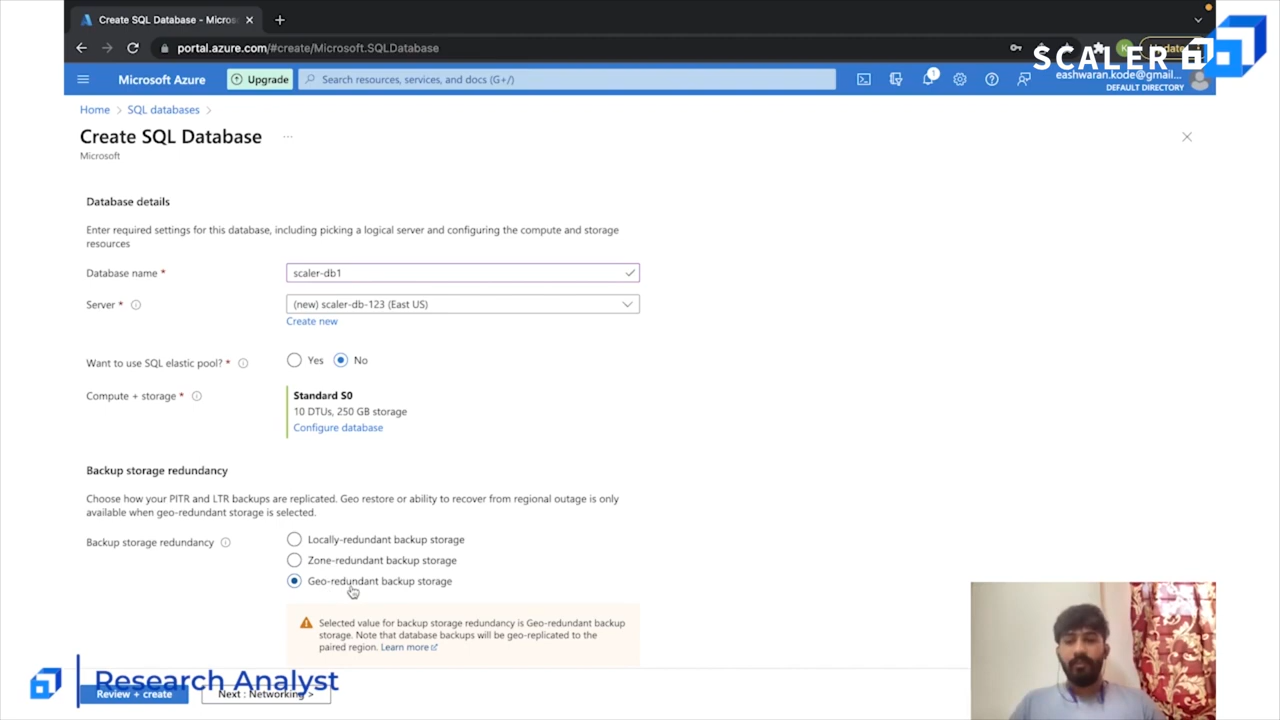 Create SQL Database - Micros
portal.azure.com/#create/Microsoft.SQLDatabase
SCALER
Microsoft Azure
Upgrade
Search resources, services, and docs (G+/)
1
eashwaran.kode@gmail...
DEFAULT DIRECTORY
Home > SQL databases >
Create SQL Database ...
Microsoft
Database details
Enter required settings for this database, including picking a logical server and configuring the compute and storage
resources
Database name * scaler-db1
Server * (new) scaler-db-123 (East US)
Create new
Want to use SQL elastic pool? * Yes No
Compute + storage * Standard S0
10 DTUs, 250 GB storage
Configure database
Backup storage redundancy
Choose how your PITR and LTR backups are replicated. Geo restore or ability to recover from regional outage is only
available when geo-redundant storage is selected.
Backup storage redundancy
Locally-redundant backup storage
Zone-redundant backup storage
Geo-redundant backup storage
Selected value for backup storage redundancy is Geo-redundant backup
storage. Note that database backups will be geo-replicated to the
paired region. Learn more
Research Analyst
Review + create
Next : Networking >